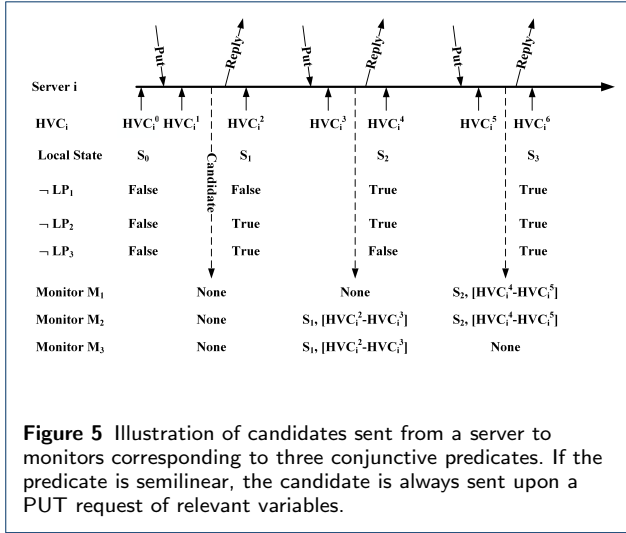 Put Reply Put Reply Put Reply
Server i
HVCᵢ HVCᵢ⁰ HVCᵢ¹ HVCᵢ² HVCᵢ³ HVCᵢ⁴ HVCᵢ⁵ HVCᵢ⁶
Candidate
Local State S₀ S₁ S₂ S₃
¬ LP₁ False False True True
¬ LP₂ False True True True
¬ LP₃ False True False True
Monitor M₁ None None S₂, [HVCᵢ⁴-HVCᵢ⁵]
Monitor M₂ None S₁, [HVCᵢ²-HVCᵢ³] S₂, [HVCᵢ⁴-HVCᵢ⁵]
Monitor M₃ None S₁, [HVCᵢ²-HVCᵢ³] None
Figure 5 Illustration of candidates sent from a server to
monitors corresponding to three conjunctive predicates. If the
predicate is semilinear, the candidate is always sent upon a
PUT request of relevant variables.